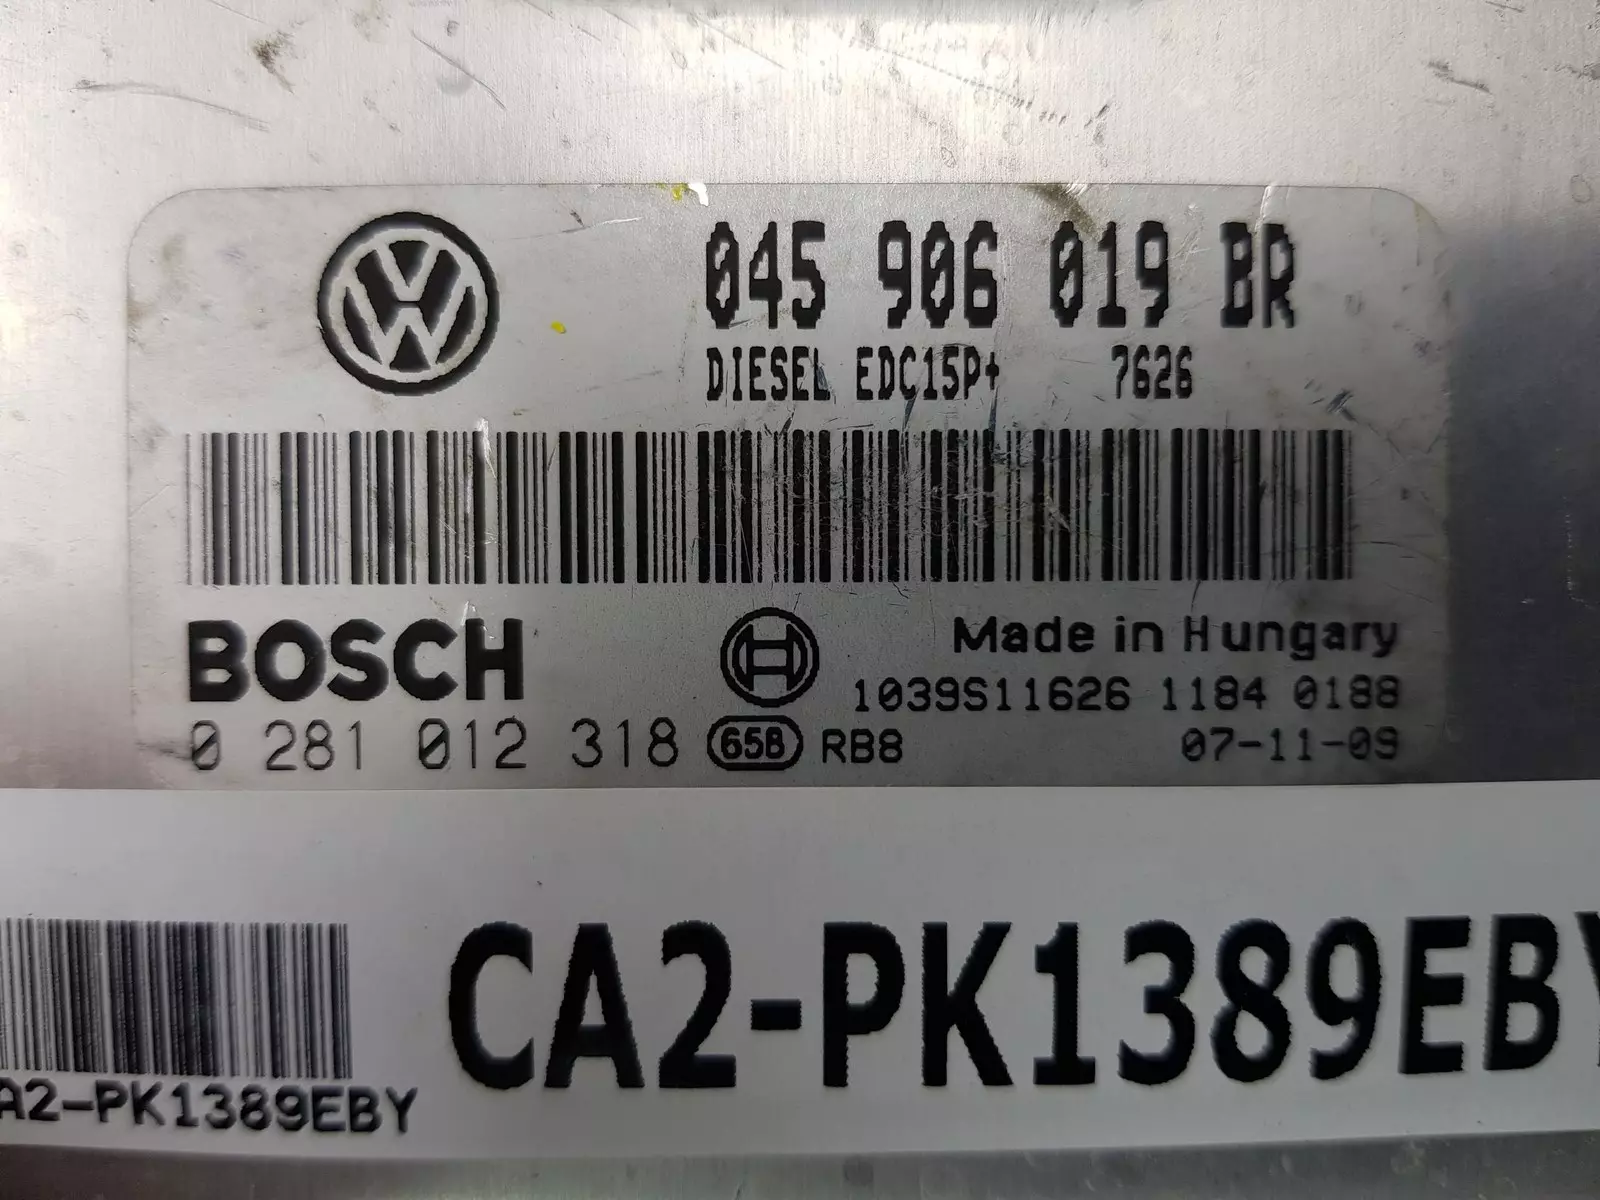 045 906 019 BR
DIESEL EDC15P+ 7626
BOSCH
Made in Hungary
1039S11626 1184 0188
0 281 012 318 65B RB8 07-11-09
CA2-PK1389EBY
A2-PK1389EBY